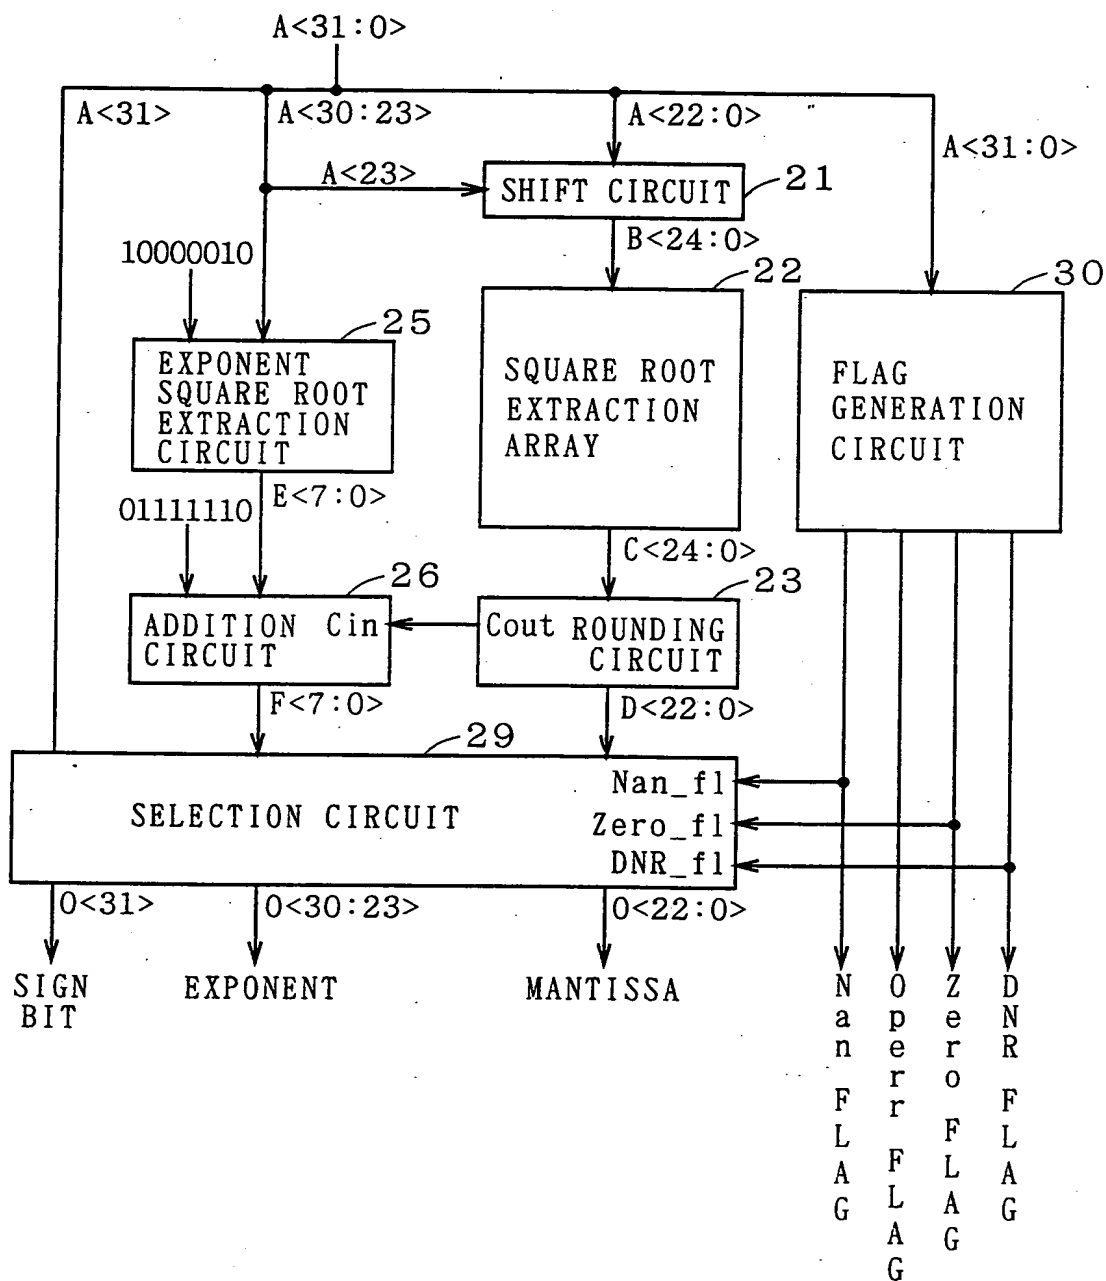 A<31:0>
A<31>
A<30:23>
A<22:0>
A<31:0>
A<23>
SHIFT CIRCUIT
21
B<24:0>
10000010
25
22
30
EXPONENT
SQUARE ROOT
EXTRACTION
CIRCUIT
SQUARE ROOT
EXTRACTION
ARRAY
FLAG
GENERATION
CIRCUIT
01111110
E<7:0>
C<24:0>
26
23
ADDITION Cin
CIRCUIT
Cout ROUNDING
CIRCUIT
F<7:0>
D<22:0>
29
SELECTION CIRCUIT
Nan_fl
Zero_fl
DNR_fl
O<31>
O<30:23>
O<22:0>
SIGN
BIT
EXPONENT
MANTISSA
Nan FLAG
Operr FLAG
Zero FLAG
DNR FLAG